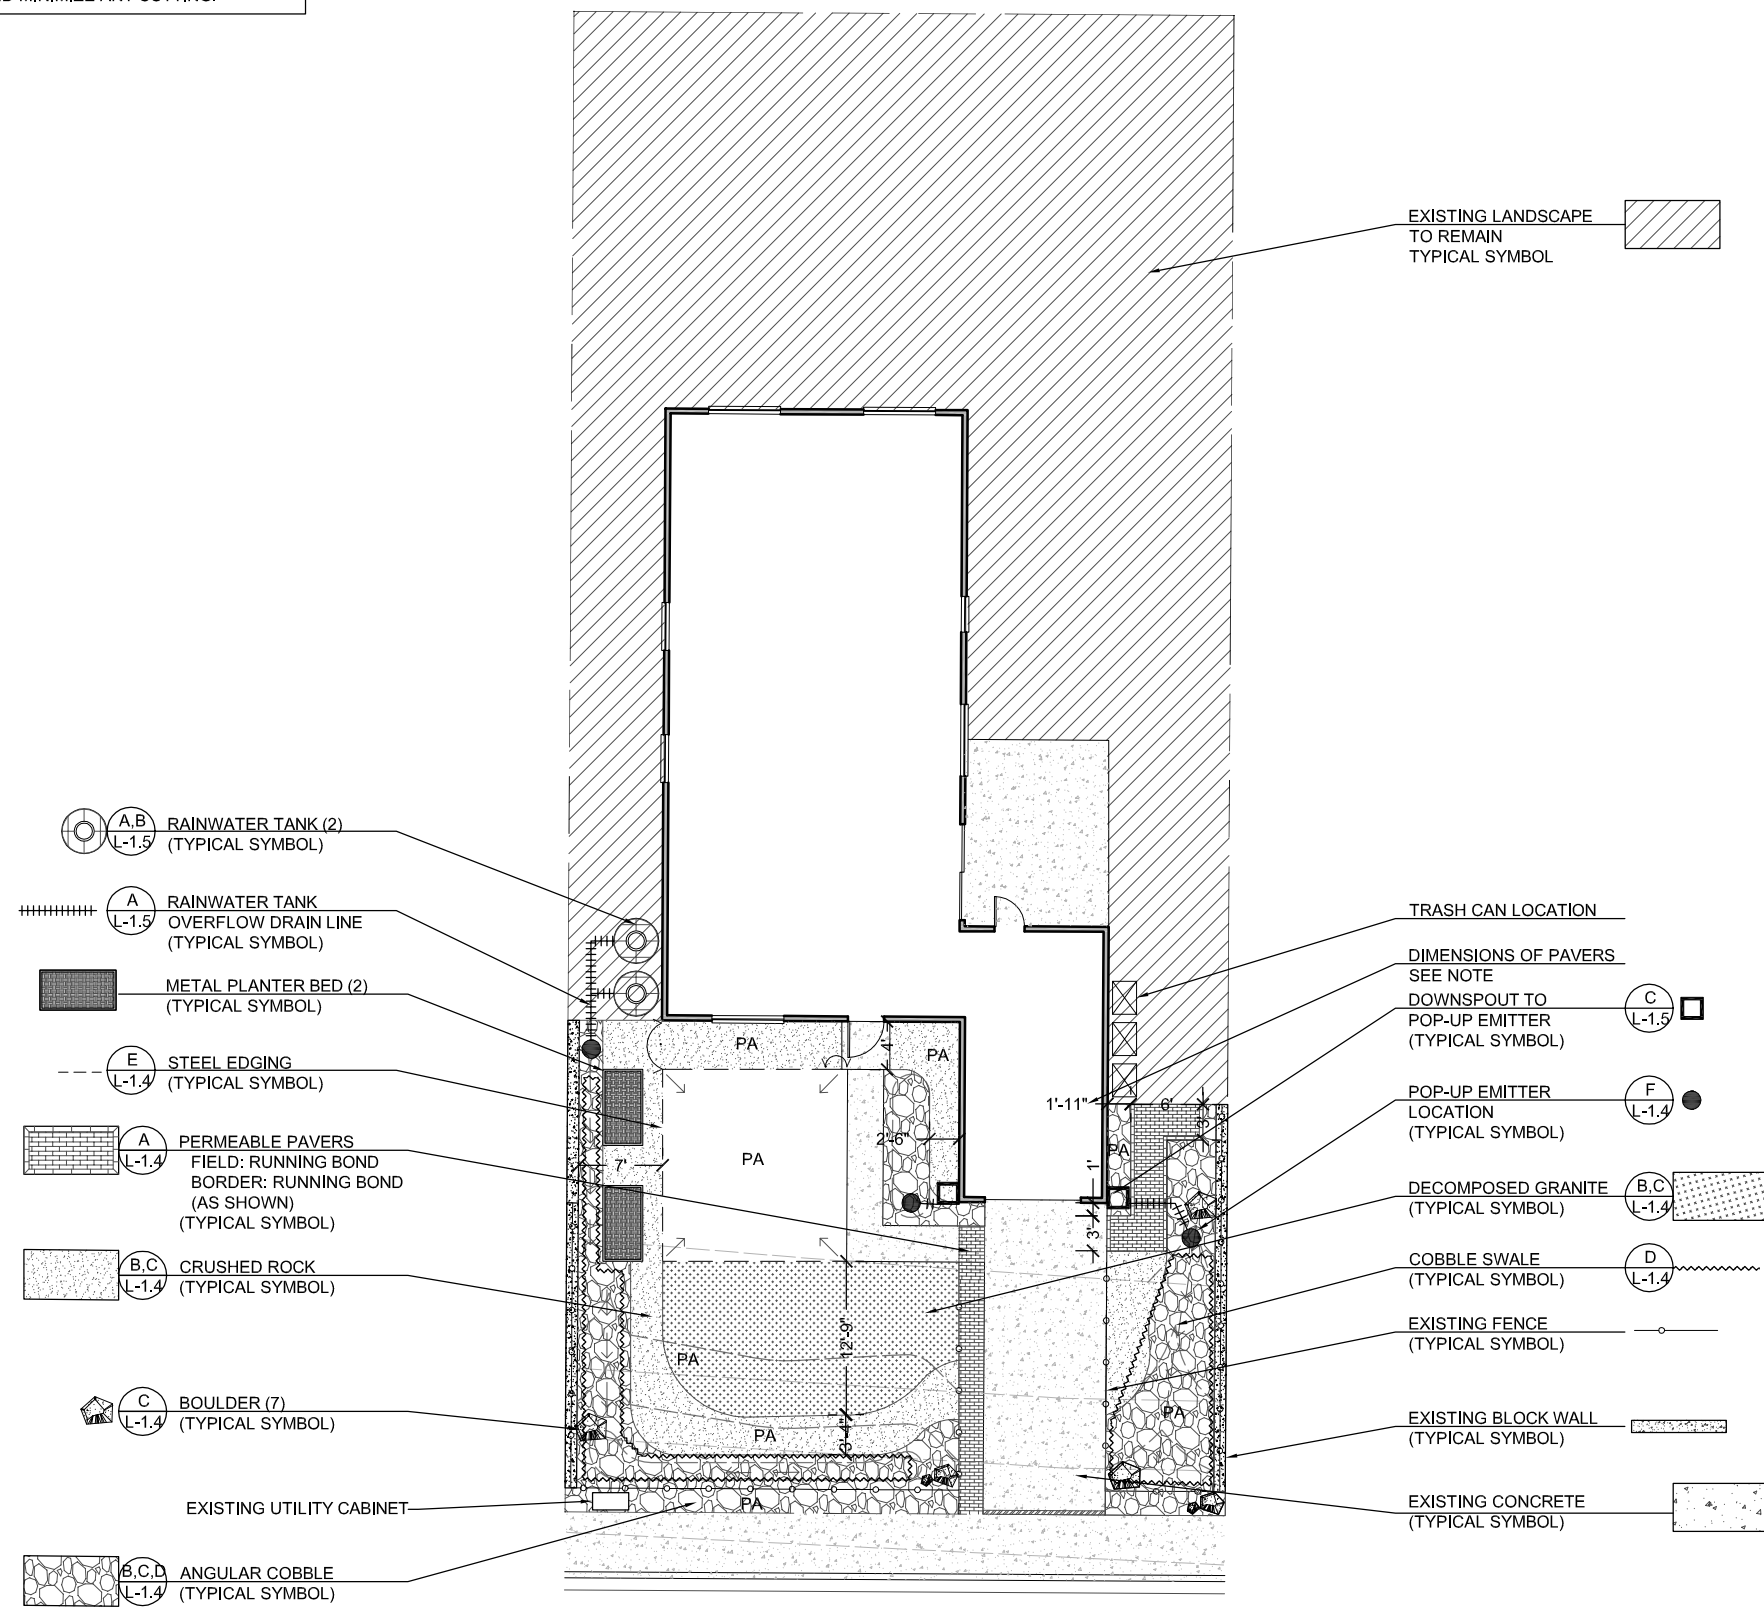 EXISTING LANDSCAPE
TO REMAIN
TYPICAL SYMBOL
A,B
L-1.5
RAINWATER TANK (2)
(TYPICAL SYMBOL)
A
L-1.5
RAINWATER TANK
OVERFLOW DRAIN LINE
(TYPICAL SYMBOL)
METAL PLANTER BED (2)
(TYPICAL SYMBOL)
E
L-1.4
STEEL EDGING
(TYPICAL SYMBOL)
A
L-1.4
PERMEABLE PAVERS
FIELD: RUNNING BOND
BORDER: RUNNING BOND
(AS SHOWN)
(TYPICAL SYMBOL)
B,C
L-1.4
CRUSHED ROCK
(TYPICAL SYMBOL)
C
L-1.4
BOULDER (7)
(TYPICAL SYMBOL)
EXISTING UTILITY CABINET
B,C,D
L-1.4
ANGULAR COBBLE
(TYPICAL SYMBOL)
PA
PA
4'
PA
2'-6"
7'
12'-9"
PA
3'-4"
PA
PA
1'-11"
6'
3'
PA
1'
3'
PA
TRASH CAN LOCATION
DIMENSIONS OF PAVERS
SEE NOTE
DOWNSPOUT TO
POP-UP EMITTER
(TYPICAL SYMBOL)
C
L-1.5
POP-UP EMITTER
LOCATION
(TYPICAL SYMBOL)
F
L-1.4
DECOMPOSED GRANITE
(TYPICAL SYMBOL)
B,C
L-1.4
COBBLE SWALE
(TYPICAL SYMBOL)
D
L-1.4
EXISTING FENCE
(TYPICAL SYMBOL)
EXISTING BLOCK WALL
(TYPICAL SYMBOL)
EXISTING CONCRETE
(TYPICAL SYMBOL)